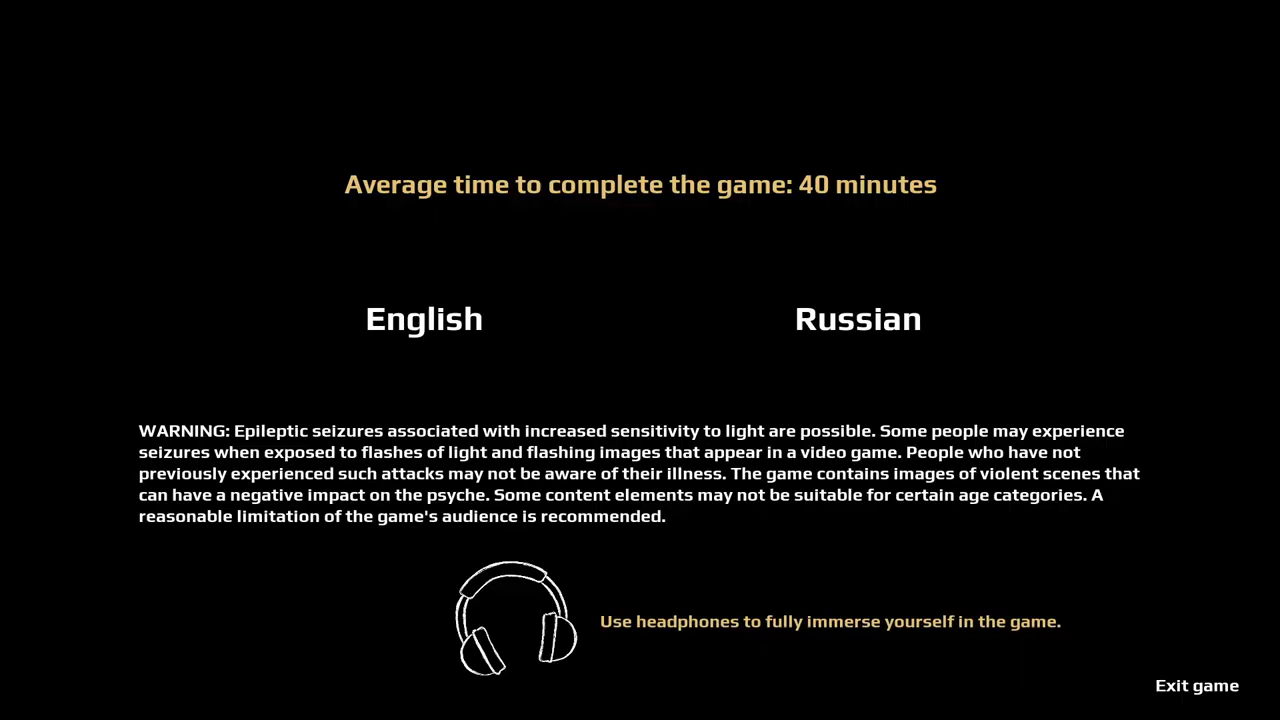 Average time to complete the game: 40 minutes
English
Russian
WARNING: Epileptic seizures associated with increased sensitivity to light are possible. Some people may experience
seizures when exposed to flashes of light and flashing images that appear in a video game. People who have not
previously experienced such attacks may not be aware of their illness. The game contains images of violent scenes that
can have a negative impact on the psyche. Some content elements may not be suitable for certain age categories. A
reasonable limitation of the game's audience is recommended.
Use headphones to fully immerse yourself in the game.
Exit game